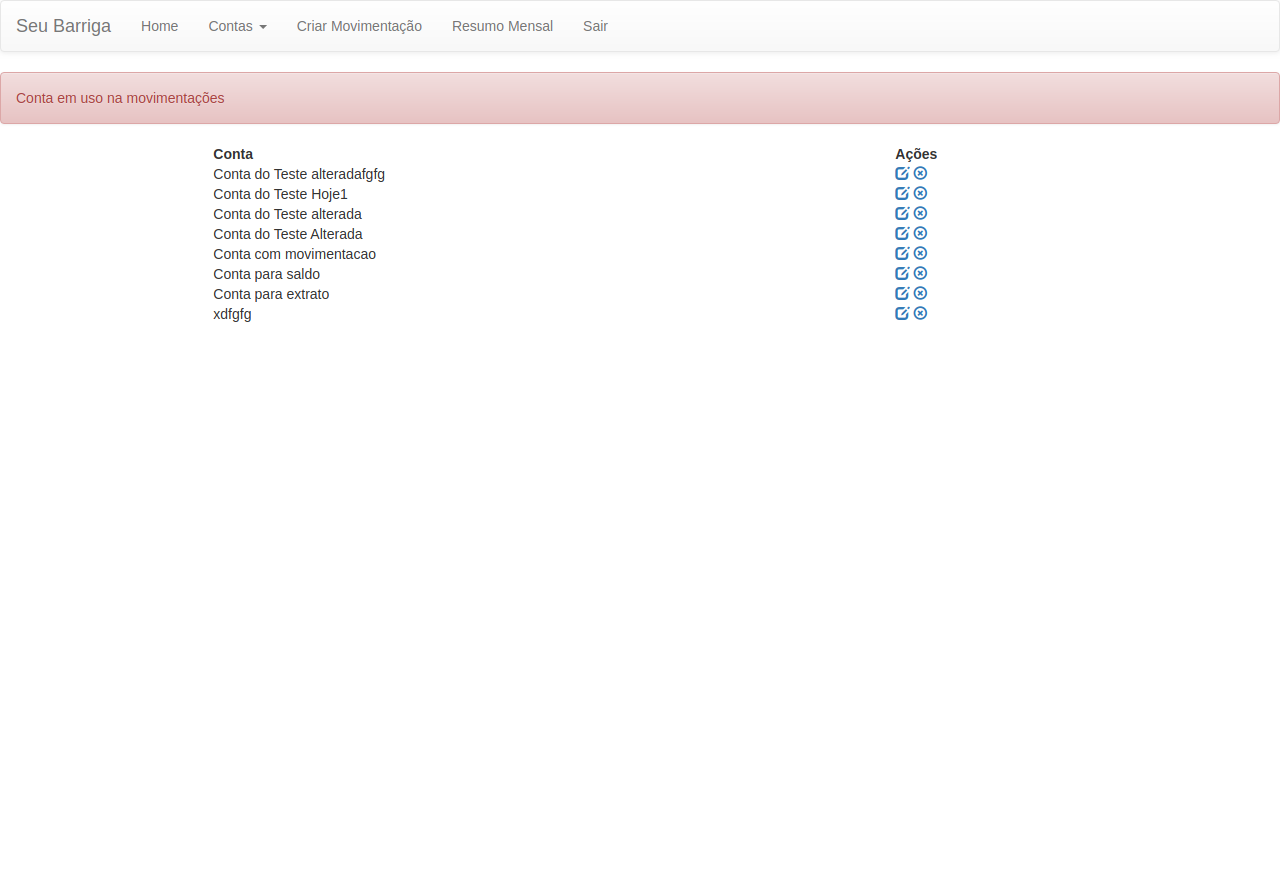 Seu Barriga Home Contas Criar Movimentação Resumo Mensal Sair
Conta em uso na movimentações
Conta Ações
Conta do Teste alteradafgfg
Conta do Teste Hoje1
Conta do Teste alterada
Conta do Teste Alterada
Conta com movimentacao
Conta para saldo
Conta para extrato
xdfgfg